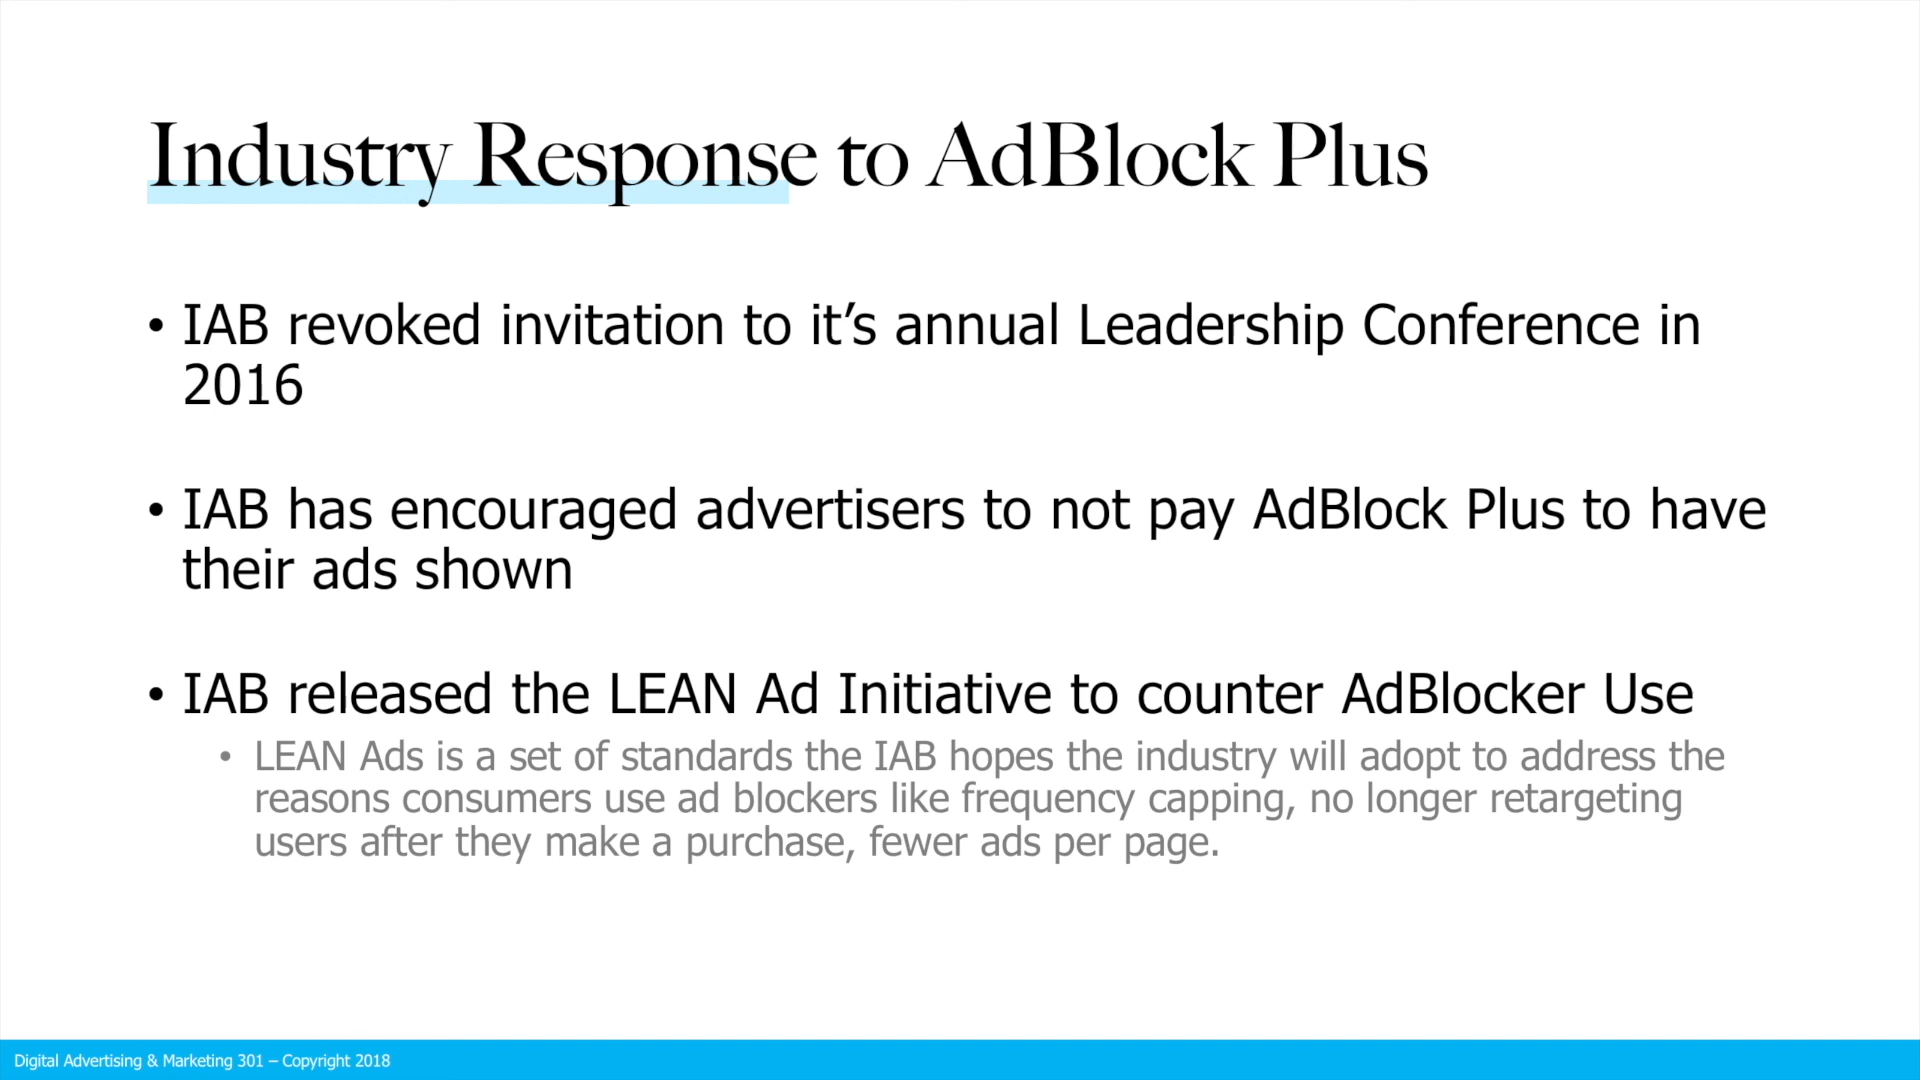 Industry Response to AdBlock Plus
• IAB revoked invitation to it’s annual Leadership Conference in
2016
• IAB has encouraged advertisers to not pay AdBlock Plus to have
their ads shown
• IAB released the LEAN Ad Initiative to counter AdBlocker Use
• LEAN Ads is a set of standards the IAB hopes the industry will adopt to address the
reasons consumers use ad blockers like frequency capping, no longer retargeting
users after they make a purchase, fewer ads per page.
Digital Advertising & Marketing 301 – Copyright 2018